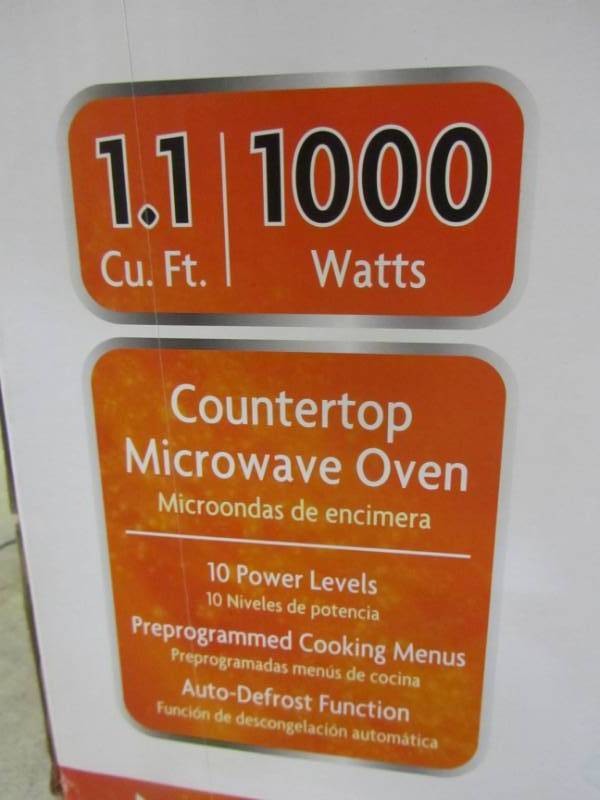 1.1
Cu. Ft.
1000
Watts
Countertop
Microwave Oven
Microondas de encimera
10 Power Levels
10 Niveles de potencia
Preprogrammed Cooking Menus
Preprogramadas menús de cocina
Auto-Defrost Function
Función de descongelación automática